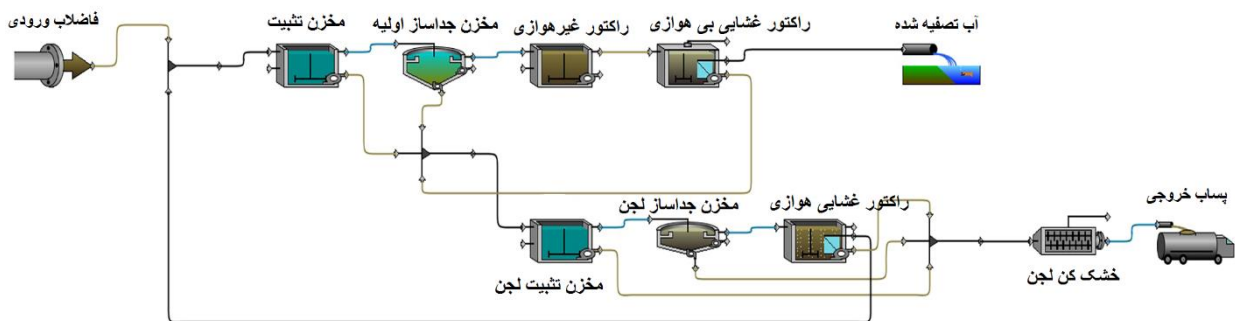 فاضلاب ورودی
مخزن تثبیت
مخزن جداساز اولیه
راکتور غیرهوازی
راکتور غشایی بی هوازی
آب تصفیه شده
مخزن تثبیت لجن
مخزن جداساز لجن
راکتور غشایی هوازی
خشک کن لجن
پساب خروجی